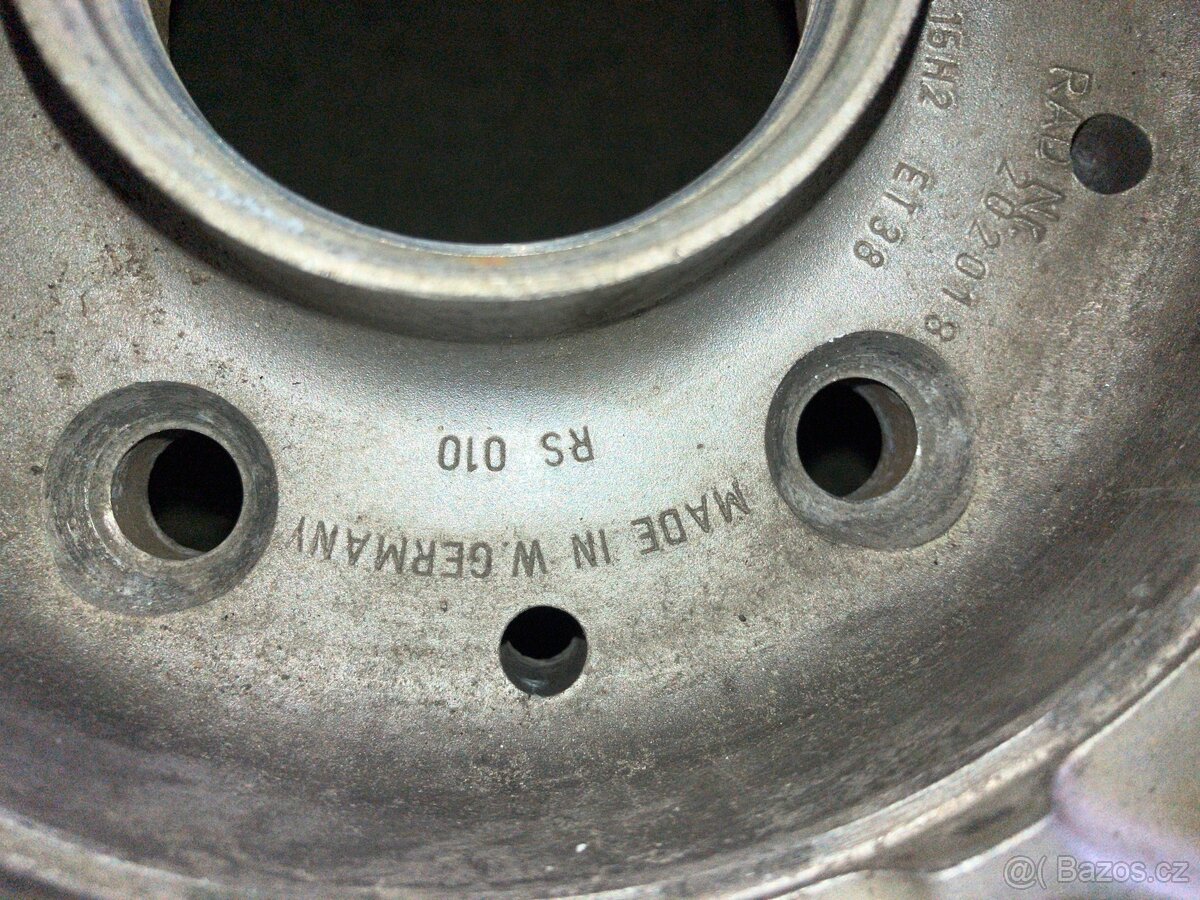 15H2 ET38
RAD NR.
202018
RS 010
MADE IN W.GERMANY
@( Bazos.cz